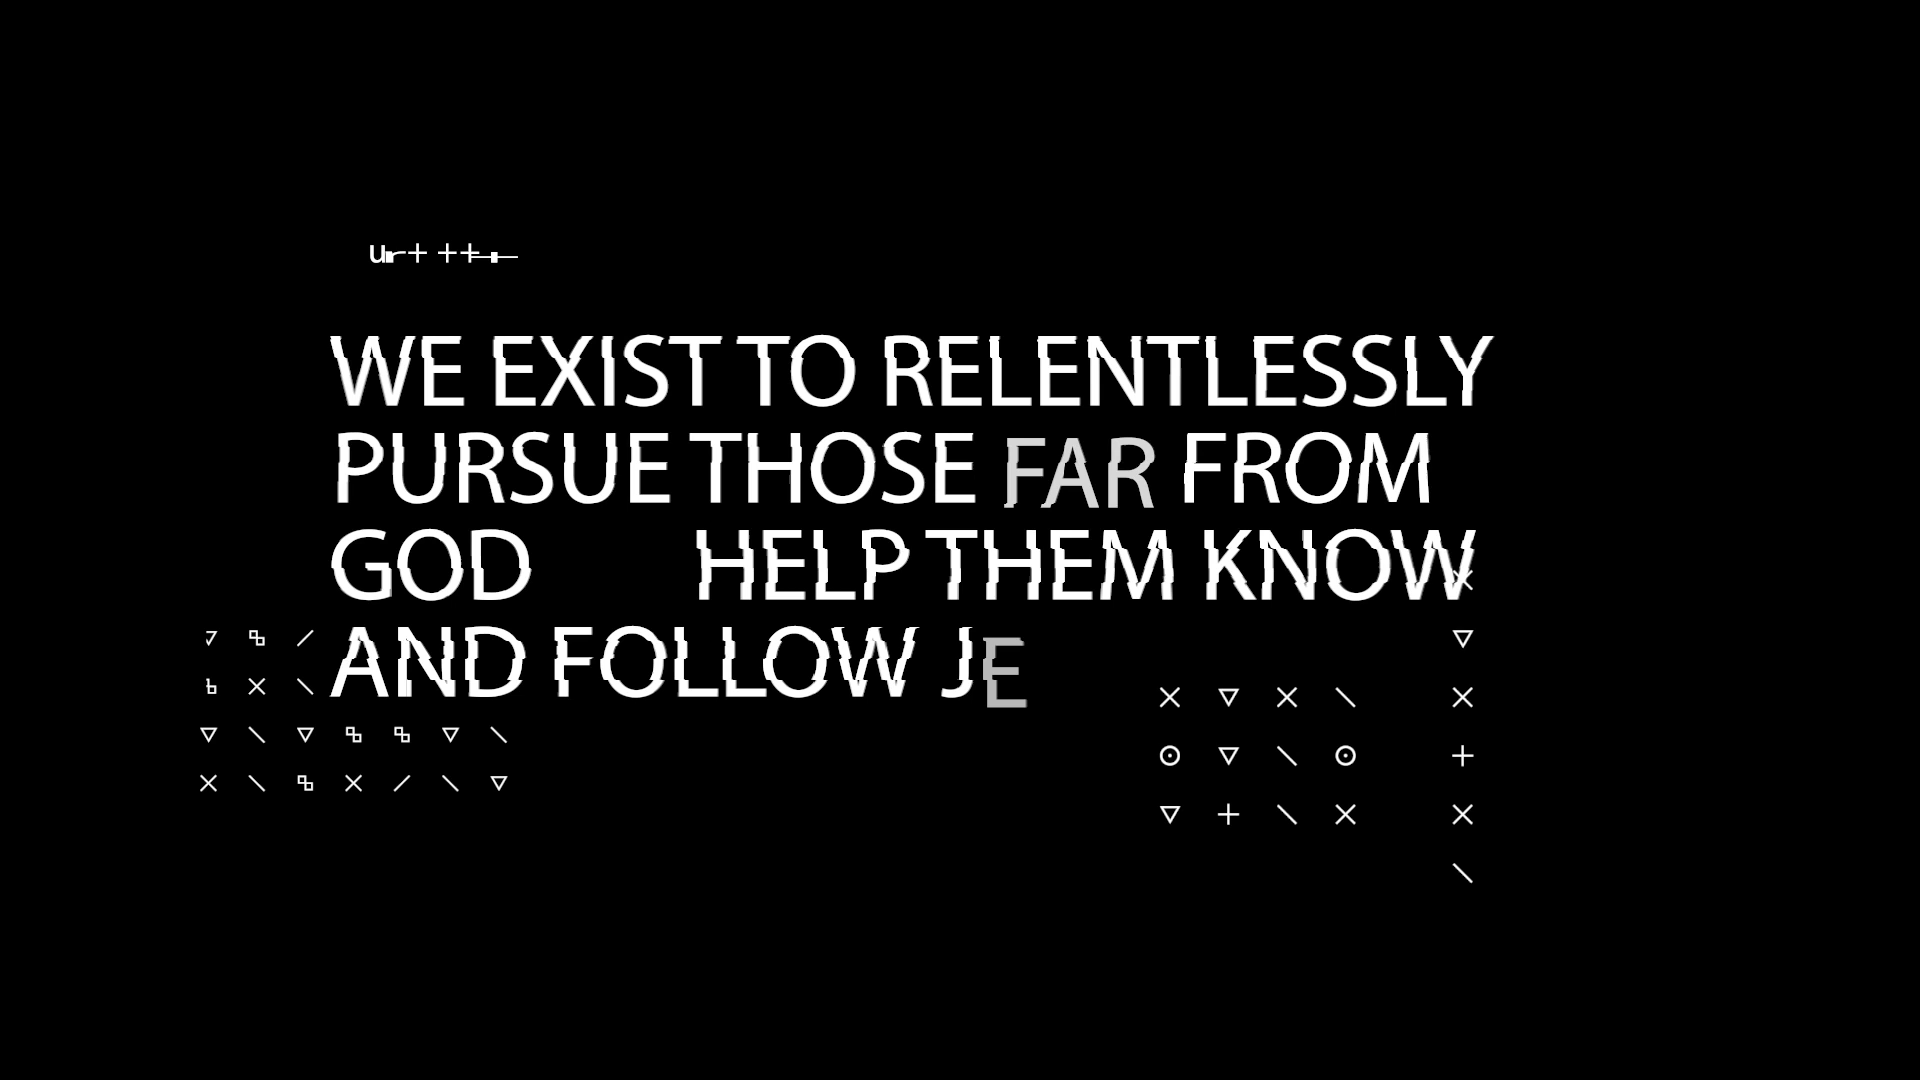 WE EXIST TO RELENTLESSLY
PURSUE THOSE FAR FROM
GOD HELP THEM KNOW
AND FOLLOW JE